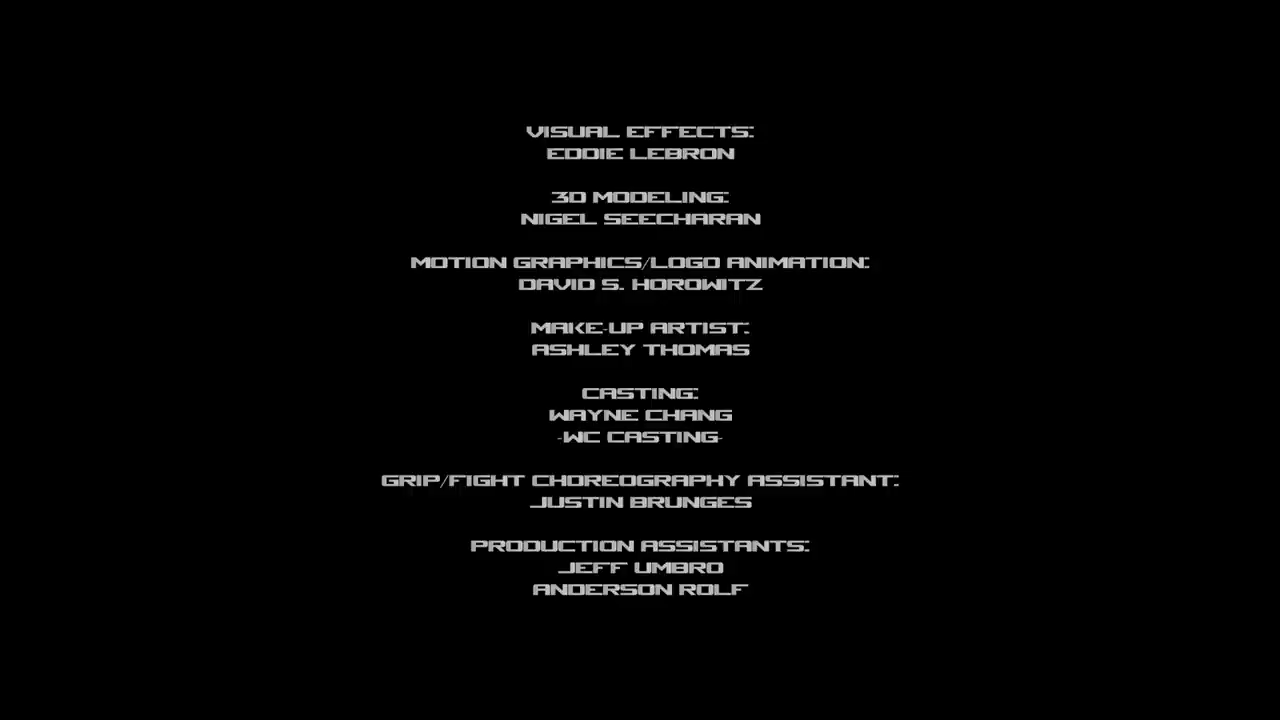 VISUAL EFFECTS:
EDDIE LEBRON
3D MODELING:
NIGEL SEECHARAN
MOTION GRAPHICS/LOGO ANIMATION:
DAVID S. HOROWITZ
MAKE-UP ARTIST:
ASHLEY THOMAS
CASTING:
WAYNE CHANG
-WC CASTING-
GRIP/FIGHT CHOREOGRAPHY ASSISTANT:
JUSTIN BRUNGES
PRODUCTION ASSISTANTS:
JEFF UMBRO
ANDERSON ROLF